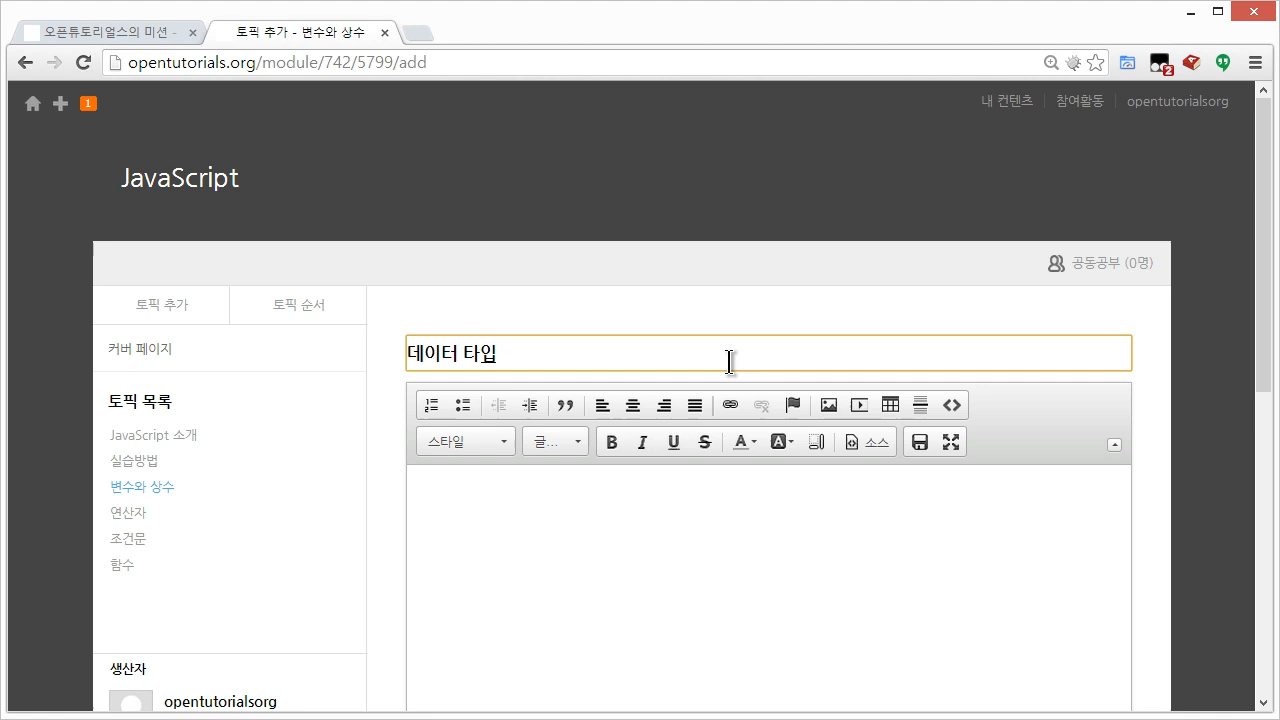 오픈튜토리얼스의 미션 -
토픽 추가 - 변수와 상수
opentutorials.org/module/742/5799/add
2
1
내 컨텐츠
참여활동
opentutorialsorg
JavaScript
공동공부 (0명)
토픽 추가
토픽 순서
커버 페이지
데이터 타입
토픽 목록
JavaScript 소개
실습방법
변수와 상수
연산자
조건문
함수
스타일
글...
B I U S A A 소스
생산자
opentutorialsorg